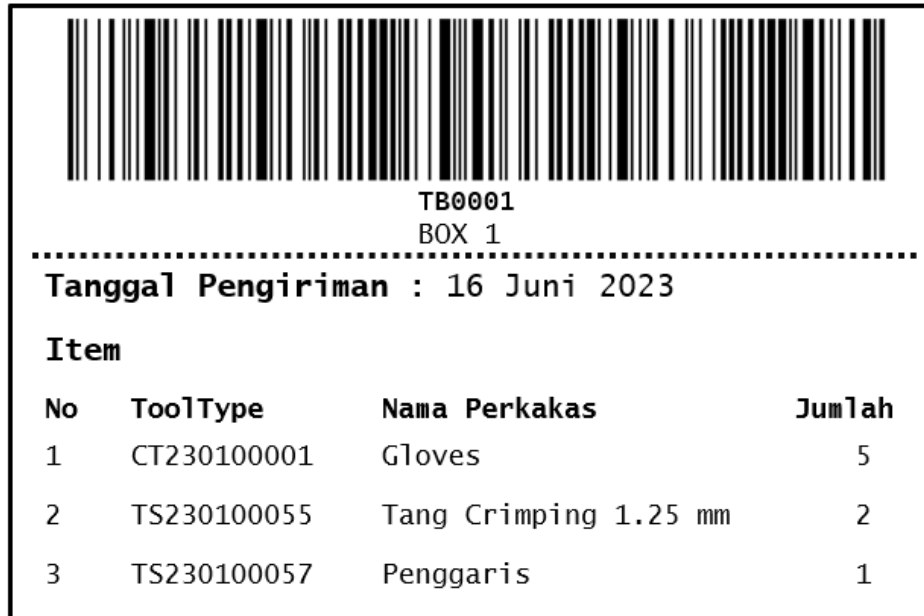 TB0001
BOX 1
Tanggal Pengiriman : 16 Juni 2023
Item
No ToolType Nama Perkakas Jumlah
1 CT230100001 Gloves 5
2 TS230100055 Tang Crimping 1.25 mm 2
3 TS230100057 Penggaris 1